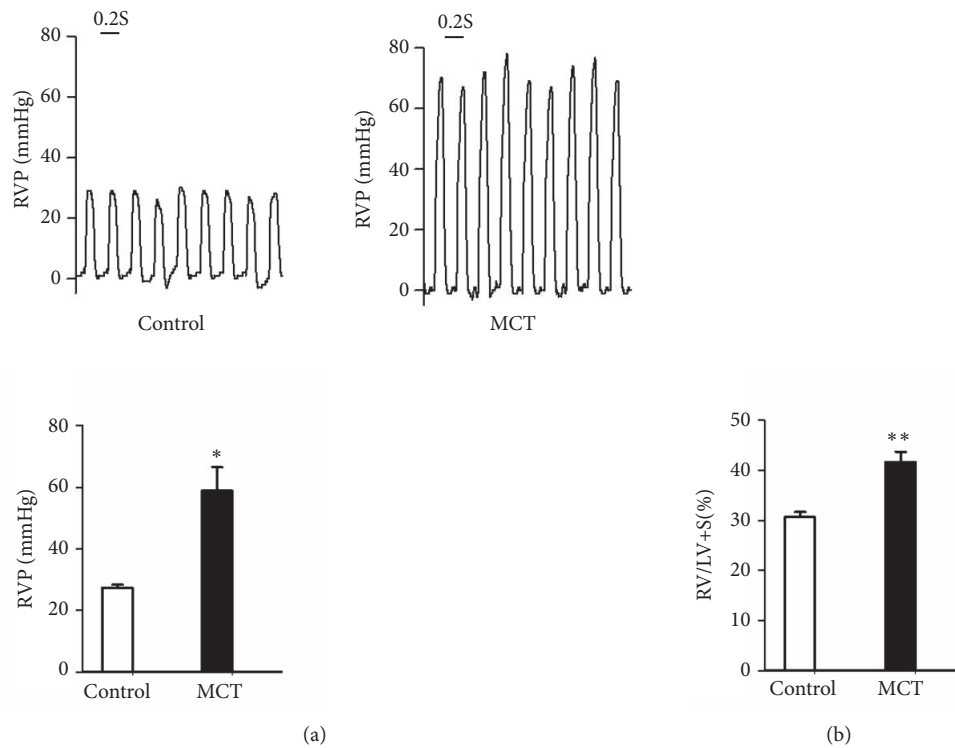 0.2S
80
60
40
20
0
RVP (mmHg)
Control
0.2S
80
60
40
20
0
RVP (mmHg)
MCT
80
60
40
20
0
RVP (mmHg)
*
Control
MCT
(a)
50
40
30
20
10
0
RV/LV+S(%)
**
Control
MCT
(b)